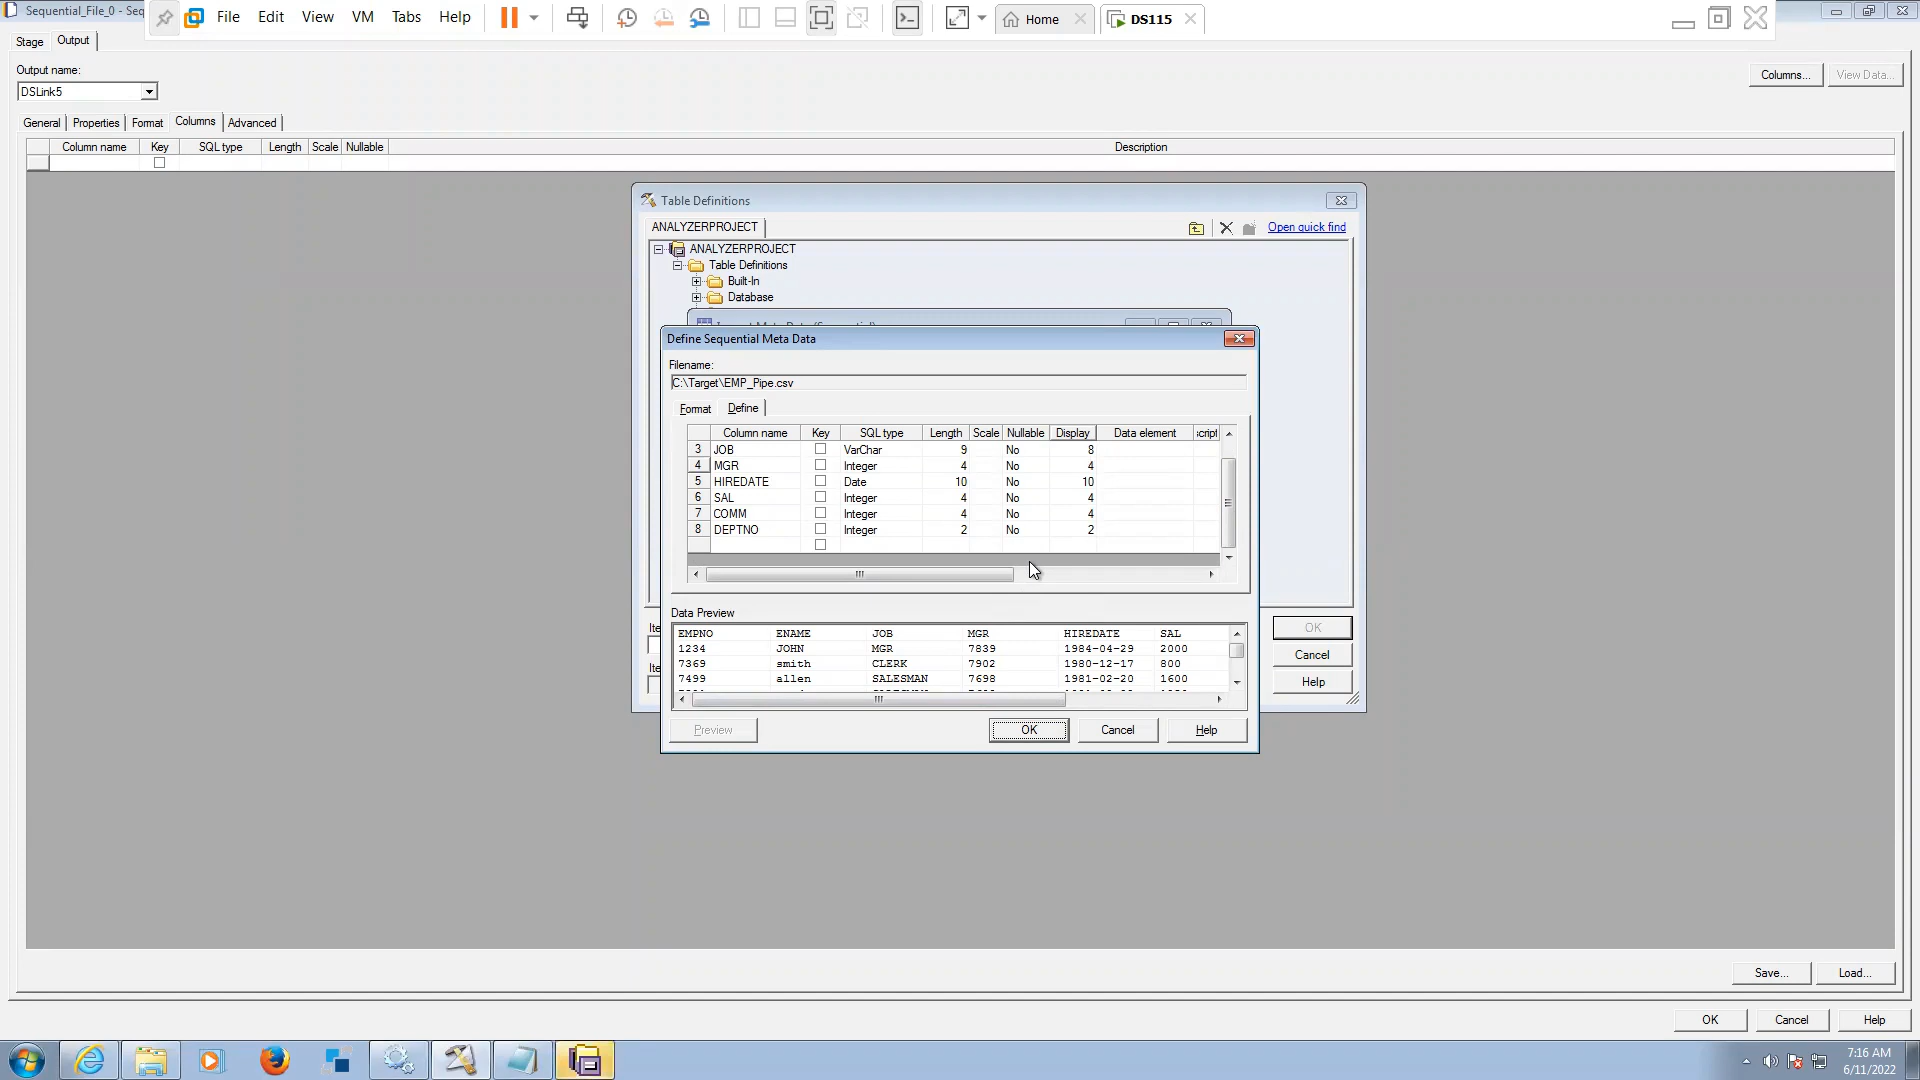 Sequential_File_0 - Seq
File Edit View VM Tabs Help
Home
DS115
Stage Output
Output name:
DSLink5
Columns... View Data...
General Properties Format Columns Advanced
Column name Key SQL type Length Scale Nullable Description
Table Definitions
ANALYZERPROJECT
Open quick find
ANALYZERPROJECT
Table Definitions
Built-In
Database
Define Sequential Meta Data
Filename:
C:\Target\EMP_Pipe.csv
Format Define
Column name Key SQL type Length Scale Nullable Display Data element script
3 JOB VarChar 9 No 8
4 MGR Integer 4 No 4
5 HIREDATE Date 10 No 10
6 SAL Integer 4 No 4
7 COMM Integer 4 No 4
8 DEPTNO Integer 2 No 2
Data Preview
EMPNO ENAME JOB MGR HIREDATE SAL
1234 JOHN MGR 7839 1984-04-29 2000
7369 smith CLERK 7902 1980-12-17 800
7499 allen SALESMAN 7698 1981-02-20 1600
Preview OK Cancel Help
Ite
Ite
OK
Cancel
Help
Save... Load...
OK Cancel Help
7:16 AM
6/11/2022